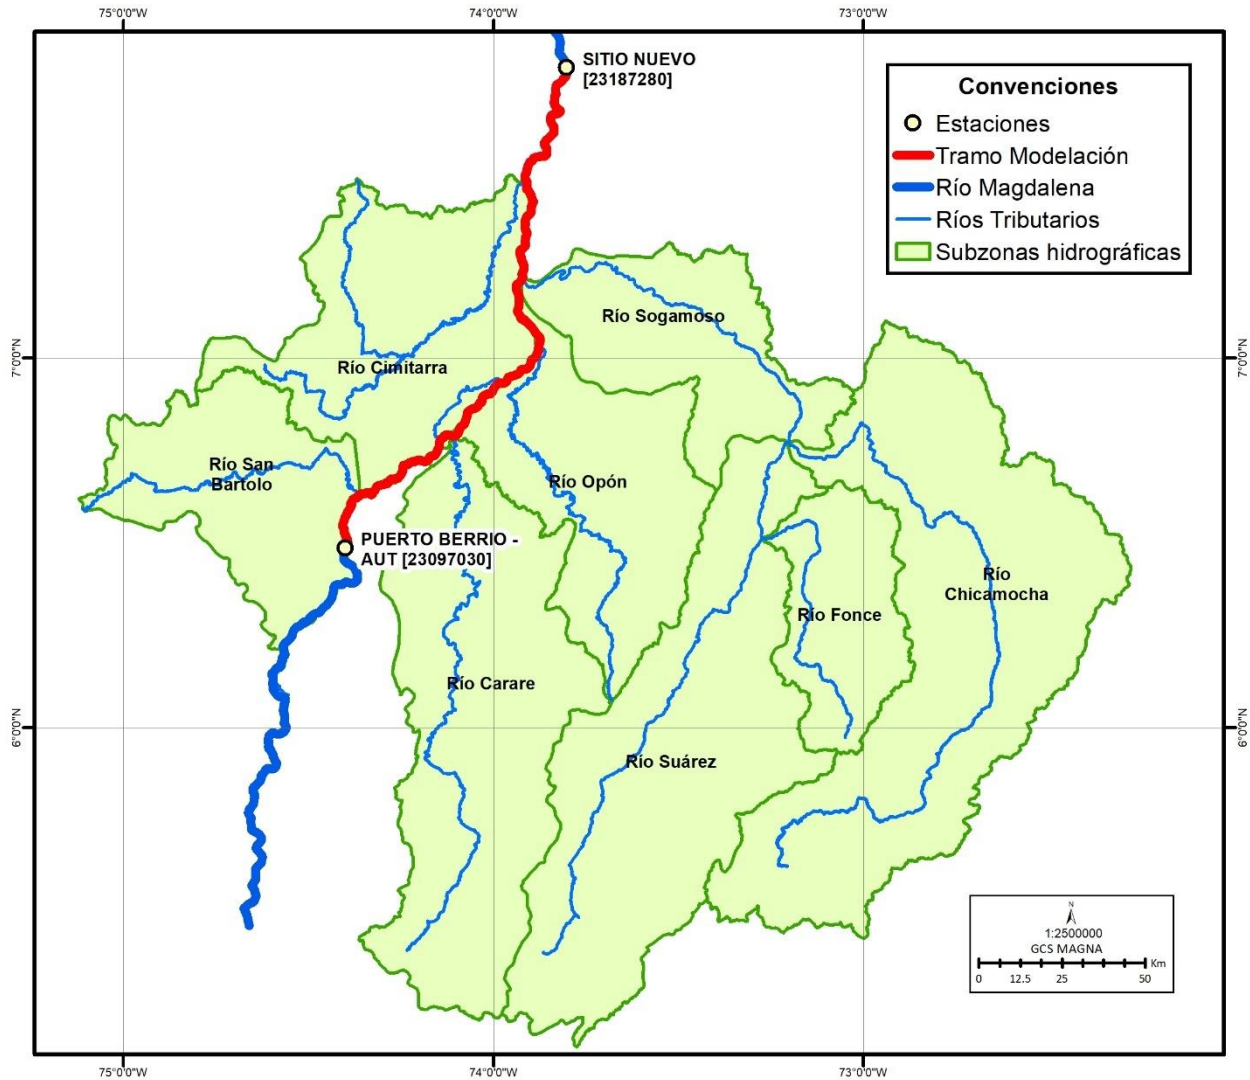 75°0'0"W
74°0'0"W
73°0'0"W
SITIO NUEVO
[23187280]
Convenciones
Estaciones
Tramo Modelación
Río Magdalena
Ríos Tributarios
Subzonas hidrográficas
Río Sogamoso
7°0'0"N
7°0'0"N
Río Cimitarra
Río San
Bartolo
Río Opón
PUERTO BERRIO -
AUT [23097030]
Río
Chicamocha
Río Fonce
Río Carare
6°0'0"N
6°0'0"N
Río Suárez
N
1:2500000
GCS MAGNA
Km
0 12.5 25 50
75°0'0"W
74°0'0"W
73°0'0"W